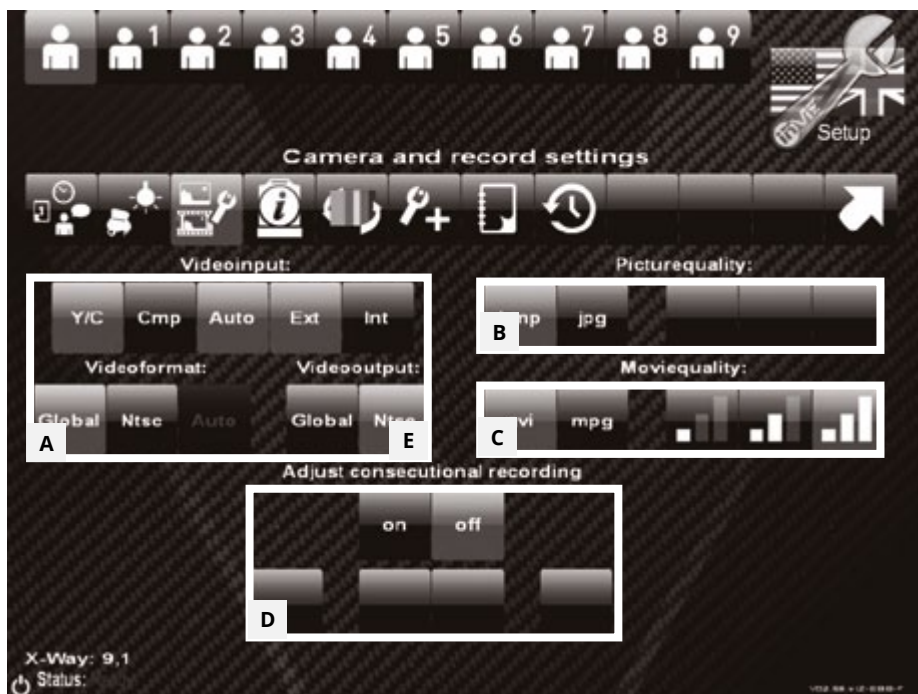 1 2 3 4 5 6 7 8 9
Setup
Camera and record settings
Videoinput: Picturequality:
Y/C Cmp Auto Ext Int
B jpg
Videoformat: Videooutput: Moviequality:
Global Ntsc Auto Global
A E
C mpg
Adjust consecutional recording
on off
D
X-Way: 9,1
Status: